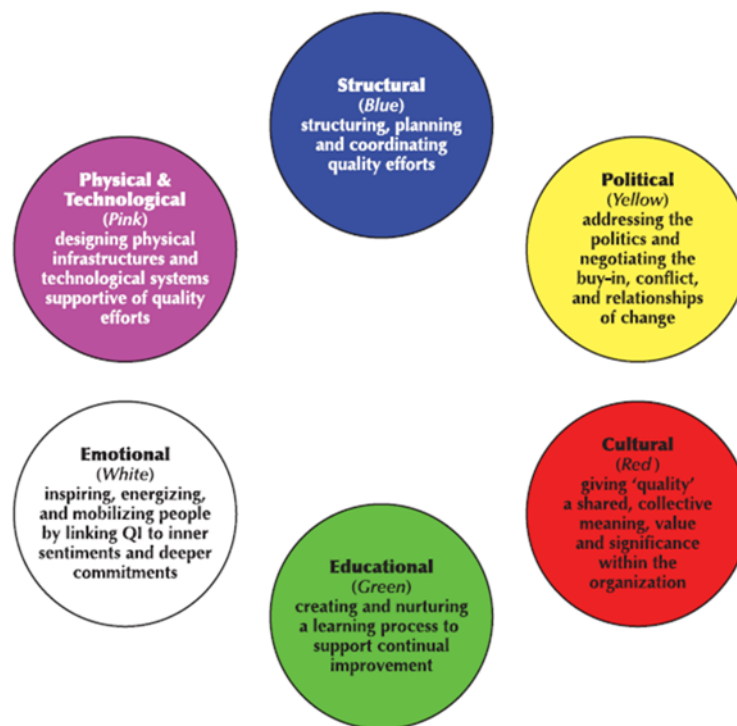 Structural
(Blue)
structuring, planning
and coordinating
quality efforts
Physical &
Technological
(Pink)
designing physical
infrastructures and
technological systems
supportive of quality
efforts
Political
(Yellow)
addressing the
politics and
negotiating the
buy-in, conflict,
and relationships
of change
Emotional
(White)
inspiring, energizing,
and mobilizing people
by linking QI to inner
sentiments and deeper
commitments
Cultural
(Red)
giving ‘quality’
a shared, collective
meaning, value
and significance
within the
organization
Educational
(Green)
creating and nurturing
a learning process to
support continual
improvement